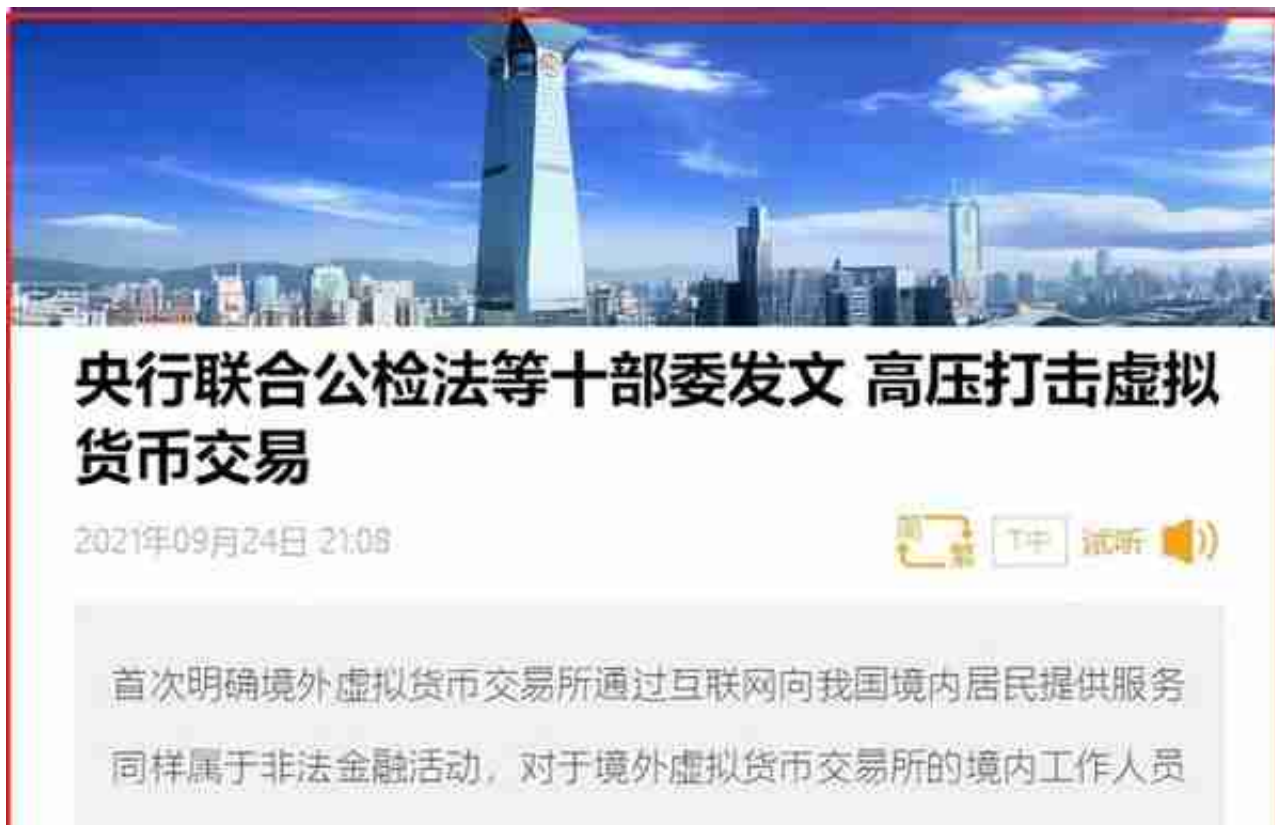 央行联合公检法等十部委发文 高压打击虚拟
货币交易
2021年09月24日 21:08
简
繁
T中
试听
首次明确境外虚拟货币交易所通过互联网向我国境内居民提供服务
同样属于非法金融活动，对于境外虚拟货币交易所的境内工作人员